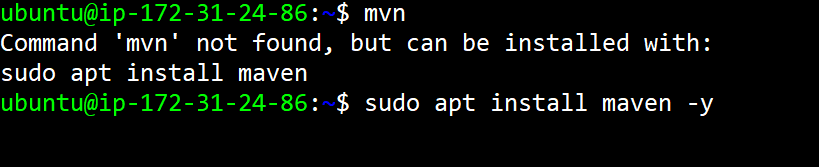 ubuntu@ip-172-31-24-86:~$ mvn
Command 'mvn' not found, but can be installed with:
sudo apt install maven
ubuntu@ip-172-31-24-86:~$ sudo apt install maven -y